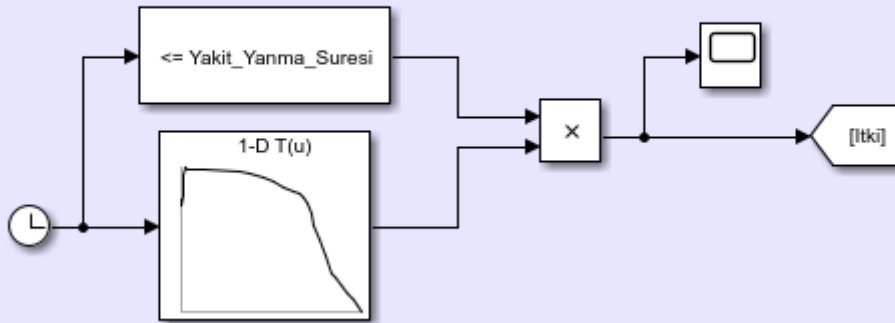 <= Yakit_Yanma_Suresi
1-D T(u)
×
[Itki]